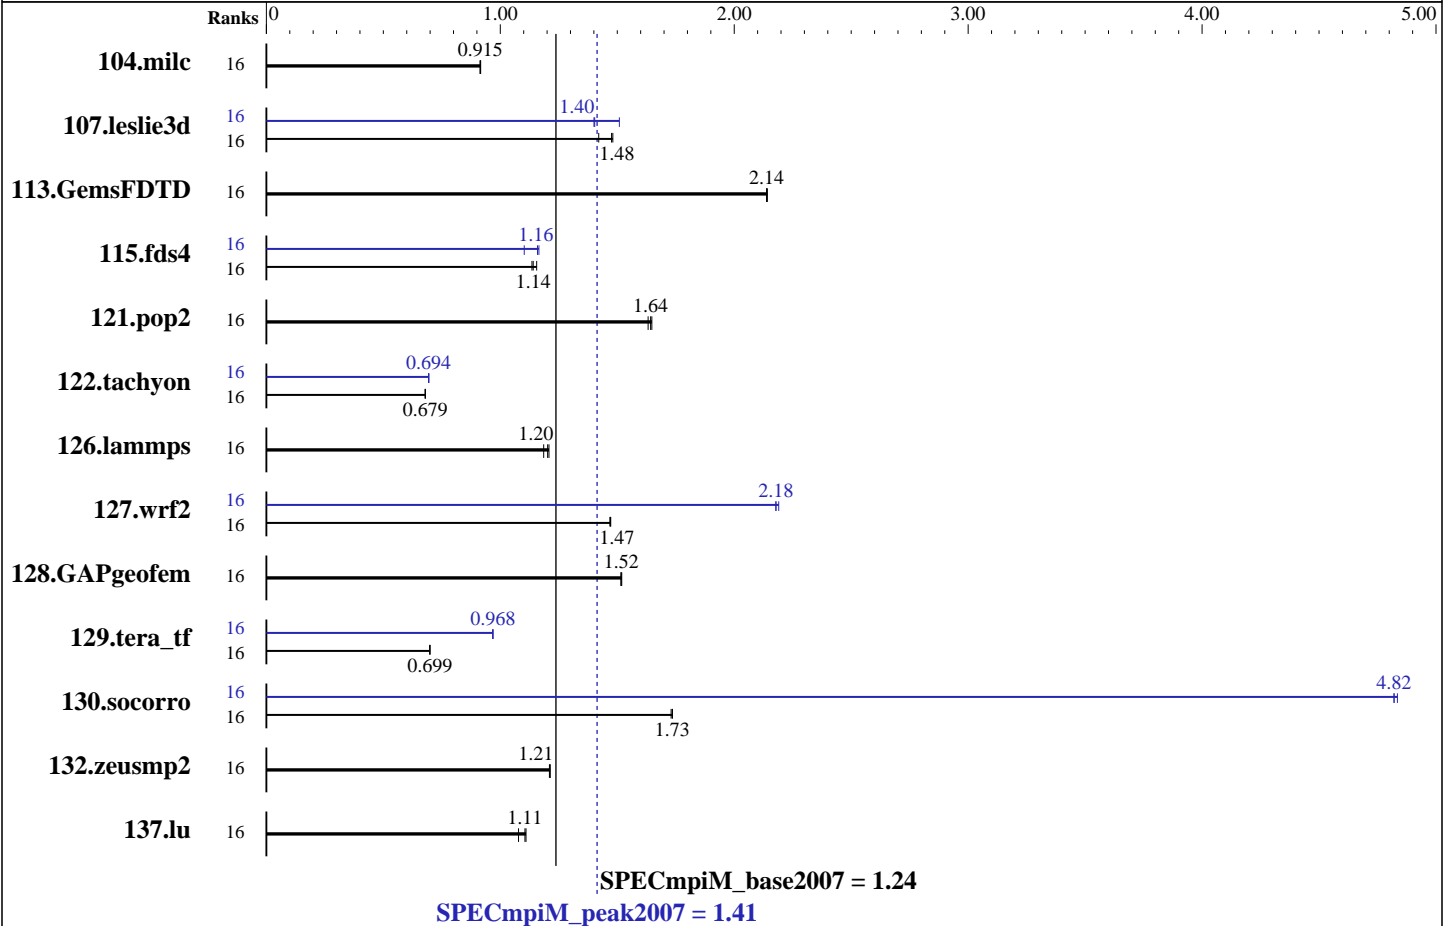 Ranks 0 1.00 2.00 3.00 4.00 5.00
104.milc 16 0.915
107.leslie3d 16 1.40
16 1.48
113.GemsFDTD 16 2.14
115.fds4 16 1.16
16 1.14
121.pop2 16 1.64
122.tachyon 16 0.694
16 0.679
126.lammps 16 1.20
127.wrf2 16 2.18
16 1.47
128.GAPgeofem 16 1.52
129.tera_tf 16 0.968
16 0.699
130.socorro 16 4.82
16 1.73
132.zeusmp2 16 1.21
137.lu 16 1.11
SPECmpiM_base2007 = 1.24
SPECmpiM_peak2007 = 1.41